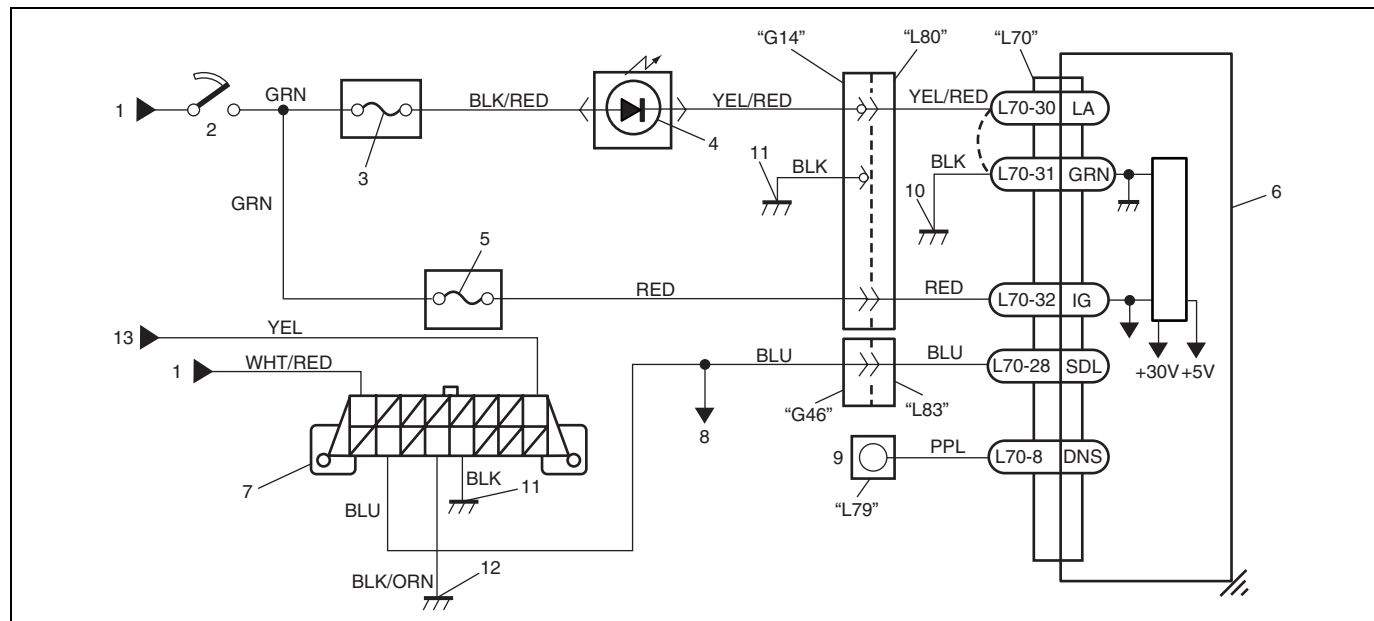 “G14” “L80” “L70”
GRN BLK/RED YEL/RED YEL/RED L70-30 LA
1 2 3 4
11 BLK BLK L70-31 GRN
10 6
GRN
5
RED RED L70-32 IG
13 YEL
1 WHT/RED
BLU BLU L70-28 SDL +30V +5V
“G46” “L83”
8
9 PPL L70-8 DNS
“L79”
7 BLK 11
BLU
BLK/ORN 12